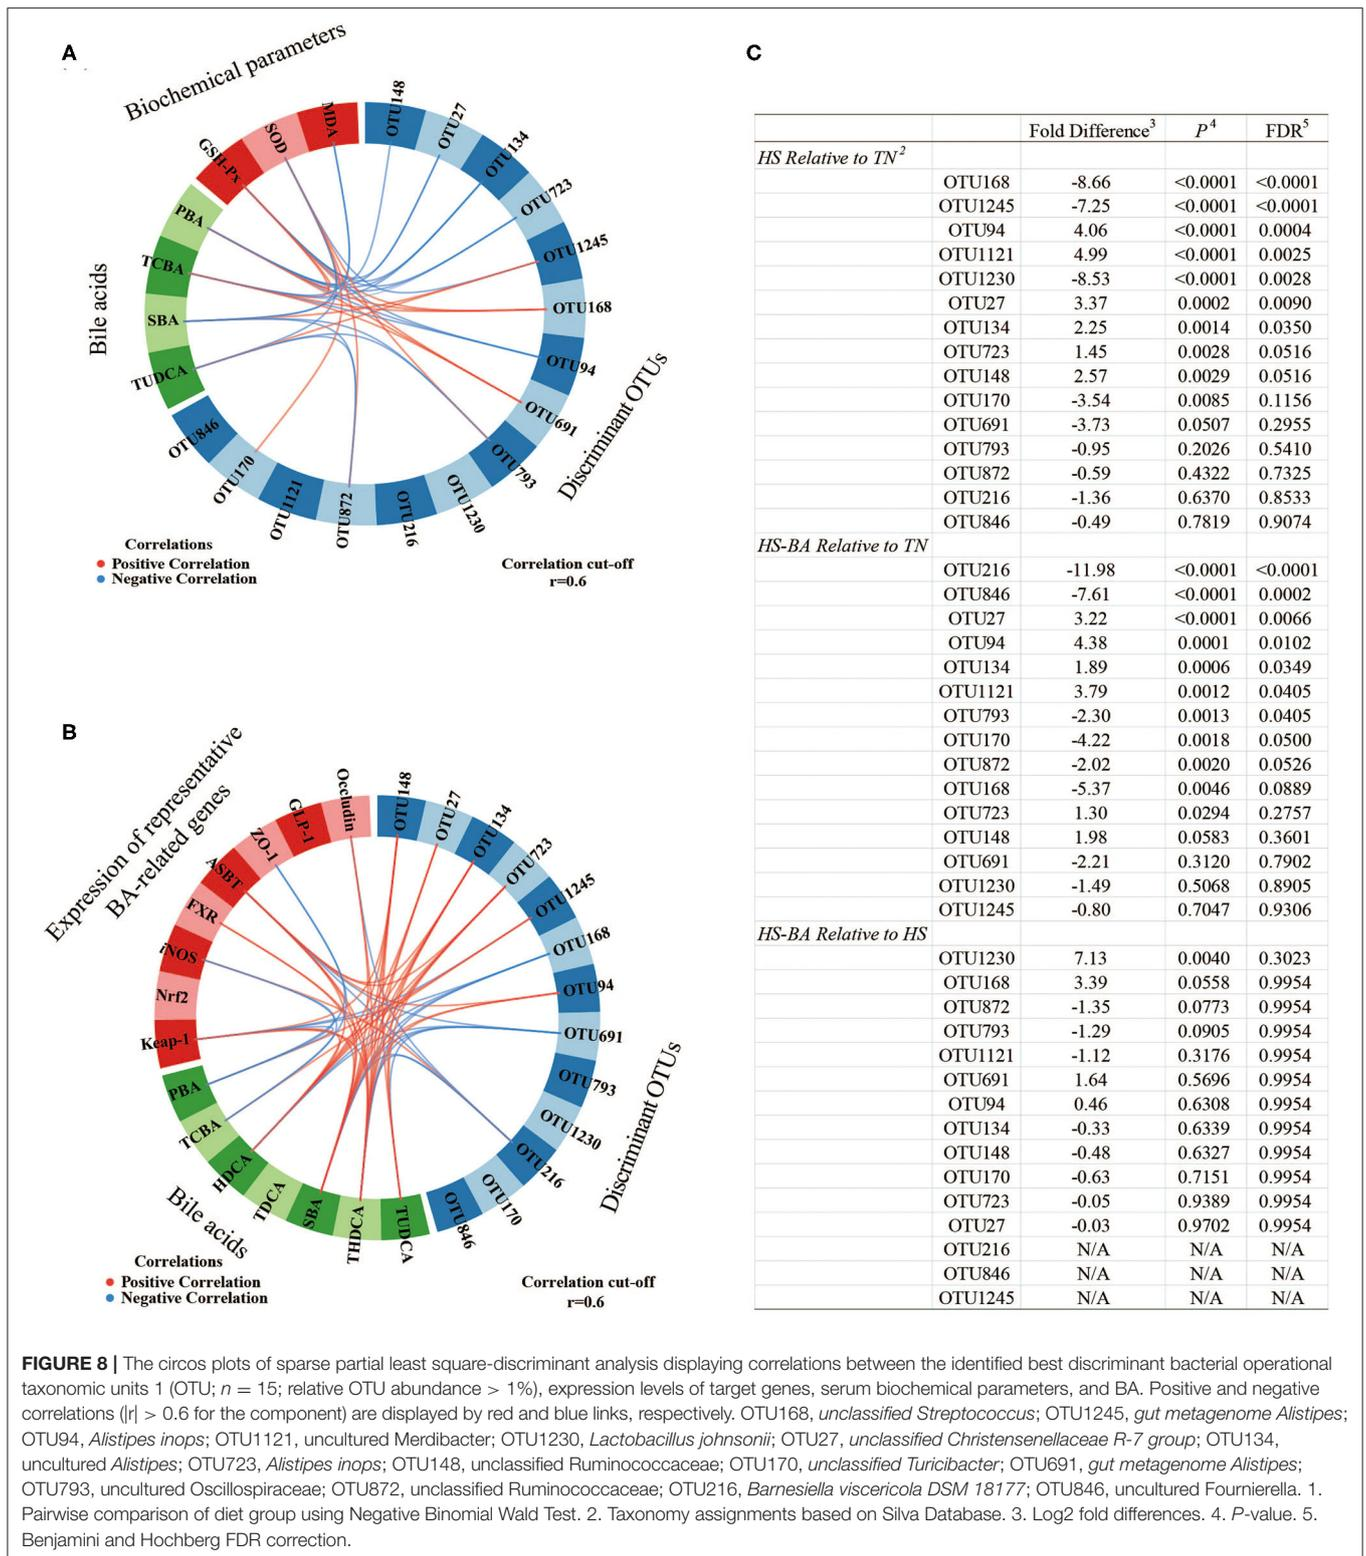 A
Biochemical parameters
GSH-Px
SOD
MDA
OTU148
OTU27
OTU134
OTU723
OTU1245
OTU168
OTU94
OTU691
OTU793
OTU1230
OTU216
OTU872
OTU1121
OTU170
OTU846
TUDCA
SBA
TCBA
PBA
Bile acids
Discriminant OTUs
Correlations
Positive Correlation
Negative Correlation
Correlation cut-off
r=0.6
B
Expression of representative
BA-related genes
Keap-1
Nrf2
iNOS
FXR
ASBT
ZO-1
GLP-1
Occludin
OTU148
OTU27
OTU134
OTU723
OTU1245
OTU168
OTU94
OTU691
OTU793
OTU1230
OTU216
OTU170
OTU846
TUDCA
THDCA
SBA
TDCA
HDCA
TCBA
PBA
Bile acids
Discriminant OTUs
Correlations
Positive Correlation
Negative Correlation
Correlation cut-off
r=0.6
C
Fold Difference3 P4 FDR5
HS Relative to TN2
OTU168 -8.66 <0.0001 <0.0001
OTU1245 -7.25 <0.0001 <0.0001
OTU94 4.06 <0.0001 0.0004
OTU1121 4.99 <0.0001 0.0025
OTU1230 -8.53 <0.0001 0.0028
OTU27 3.37 0.0002 0.0090
OTU134 2.25 0.0014 0.0350
OTU723 1.45 0.0028 0.0516
OTU148 2.57 0.0029 0.0516
OTU170 -3.54 0.0085 0.1156
OTU691 -3.73 0.0507 0.2955
OTU793 -0.95 0.2026 0.5410
OTU872 -0.59 0.4322 0.7325
OTU216 -1.36 0.6370 0.8533
OTU846 -0.49 0.7819 0.9074
HS-BA Relative to TN
OTU216 -11.98 <0.0001 <0.0001
OTU846 -7.61 <0.0001 0.0002
OTU27 3.22 <0.0001 0.0066
OTU94 4.38 0.0001 0.0102
OTU134 1.89 0.0006 0.0349
OTU1121 3.79 0.0012 0.0405
OTU793 -2.30 0.0013 0.0405
OTU170 -4.22 0.0018 0.0500
OTU872 -2.02 0.0020 0.0526
OTU168 -5.37 0.0046 0.0889
OTU723 1.30 0.0294 0.2757
OTU148 1.98 0.0583 0.3601
OTU691 -2.21 0.3120 0.7902
OTU1230 -1.49 0.5068 0.8905
OTU1245 -0.80 0.7047 0.9306
HS-BA Relative to HS
OTU1230 7.13 0.0040 0.3023
OTU168 3.39 0.0558 0.9954
OTU872 -1.35 0.0773 0.9954
OTU793 -1.29 0.0905 0.9954
OTU1121 -1.12 0.3176 0.9954
OTU691 1.64 0.5696 0.9954
OTU94 0.46 0.6308 0.9954
OTU134 -0.33 0.6339 0.9954
OTU148 -0.48 0.6327 0.9954
OTU170 -0.63 0.7151 0.9954
OTU723 -0.05 0.9389 0.9954
OTU27 -0.03 0.9702 0.9954
OTU216 N/A N/A N/A
OTU846 N/A N/A N/A
OTU1245 N/A N/A N/A
FIGURE 8 | The circos plots of sparse partial least square-discriminant analysis displaying correlations between the identified best discriminant bacterial operational
taxonomic units 1 (OTU; n = 15; relative OTU abundance > 1%), expression levels of target genes, serum biochemical parameters, and BA. Positive and negative
correlations (|r| > 0.6 for the component) are displayed by red and blue links, respectively. OTU168, unclassified Streptococcus; OTU1245, gut metagenome Alistipes;
OTU94, Alistipes inops; OTU1121, uncultured Merdibacter; OTU1230, Lactobacillus johnsonii; OTU27, unclassified Christensenellaceae R-7 group; OTU134,
uncultured Alistipes; OTU723, Alistipes inops; OTU148, unclassified Ruminococcaceae; OTU170, unclassified Turicibacter; OTU691, gut metagenome Alistipes;
OTU793, uncultured Oscillospiraceae; OTU872, unclassified Ruminococcaceae; OTU216, Barnesiella viscericola DSM 18177; OTU846, uncultured Fournierella. 1.
Pairwise comparison of diet group using Negative Binomial Wald Test. 2. Taxonomy assignments based on Silva Database. 3. Log2 fold differences. 4. P-value. 5.
Benjamini and Hochberg FDR correction.